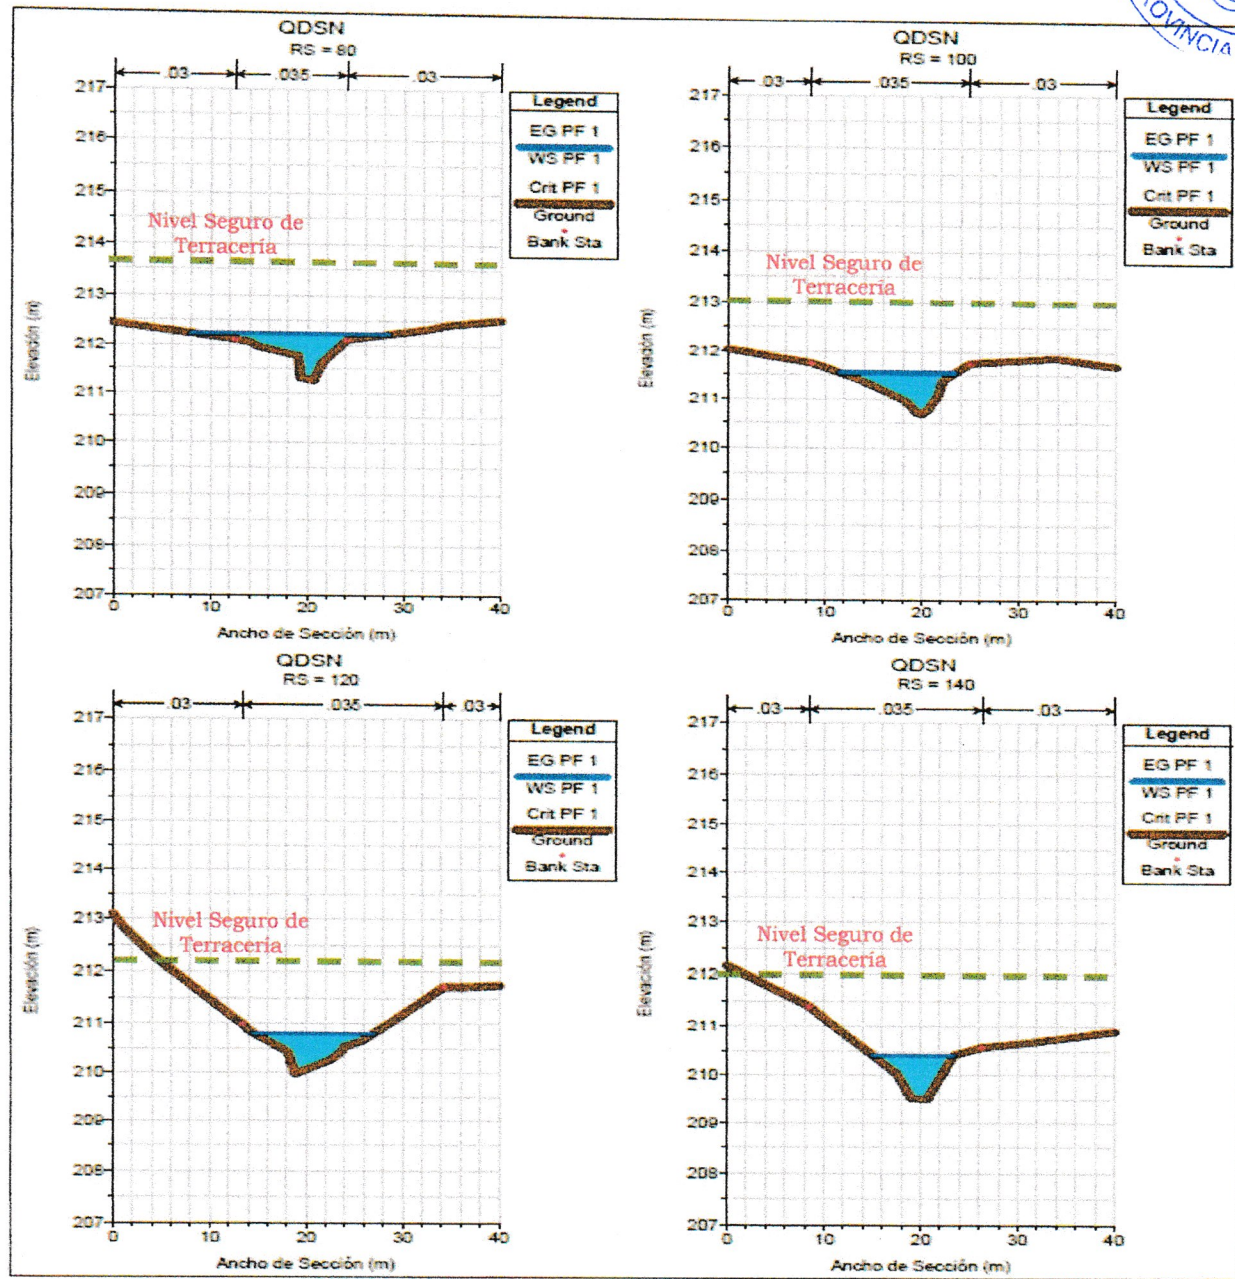 OVINCIA
QDSN
RS = 80
.03 .035 .03
217
216
215
214
213
212
211
210
209
208
207
Elevación (m)
Nivel Seguro de
Terracería
0 10 20 30 40
Ancho de Sección (m)
Legend
EG PF 1
WS PF 1
Crit PF 1
Ground
Bank Sta
QDSN
RS = 100
.03 .035 .03
217
216
215
214
213
212
211
210
209
208
207
Elevación (m)
Nivel Seguro de
Terracería
0 10 20 30 40
Ancho de Sección (m)
Legend
EG PF 1
WS PF 1
Crit PF 1
Ground
Bank Sta
QDSN
RS = 120
.03 .035 .03
217
216
215
214
213
212
211
210
209
208
207
Elevación (m)
Nivel Seguro de
Terracería
0 10 20 30 40
Ancho de Sección (m)
Legend
EG PF 1
WS PF 1
Crit PF 1
Ground
Bank Sta
QDSN
RS = 140
.03 .035 .03
217
216
215
214
213
212
211
210
209
208
207
Elevación (m)
Nivel Seguro de
Terracería
0 10 20 30 40
Ancho de Sección (m)
Legend
EG PF 1
WS PF 1
Crit PF 1
Ground
Bank Sta